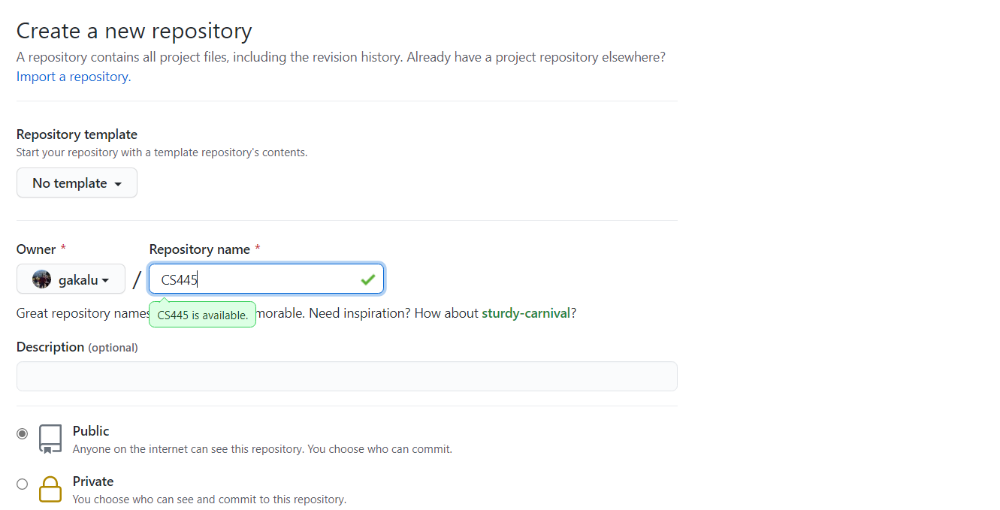 Create a new repository
A repository contains all project files, including the revision history. Already have a project repository elsewhere?
Import a repository.
Repository template
Start your repository with a template repository's contents.
No template
Owner * Repository name *
gakalu / CS445
Great repository names morable. Need inspiration? How about sturdy-carnival?
CS445 is available.
Description (optional)
Public
Anyone on the internet can see this repository. You choose who can commit.
Private
You choose who can see and commit to this repository.